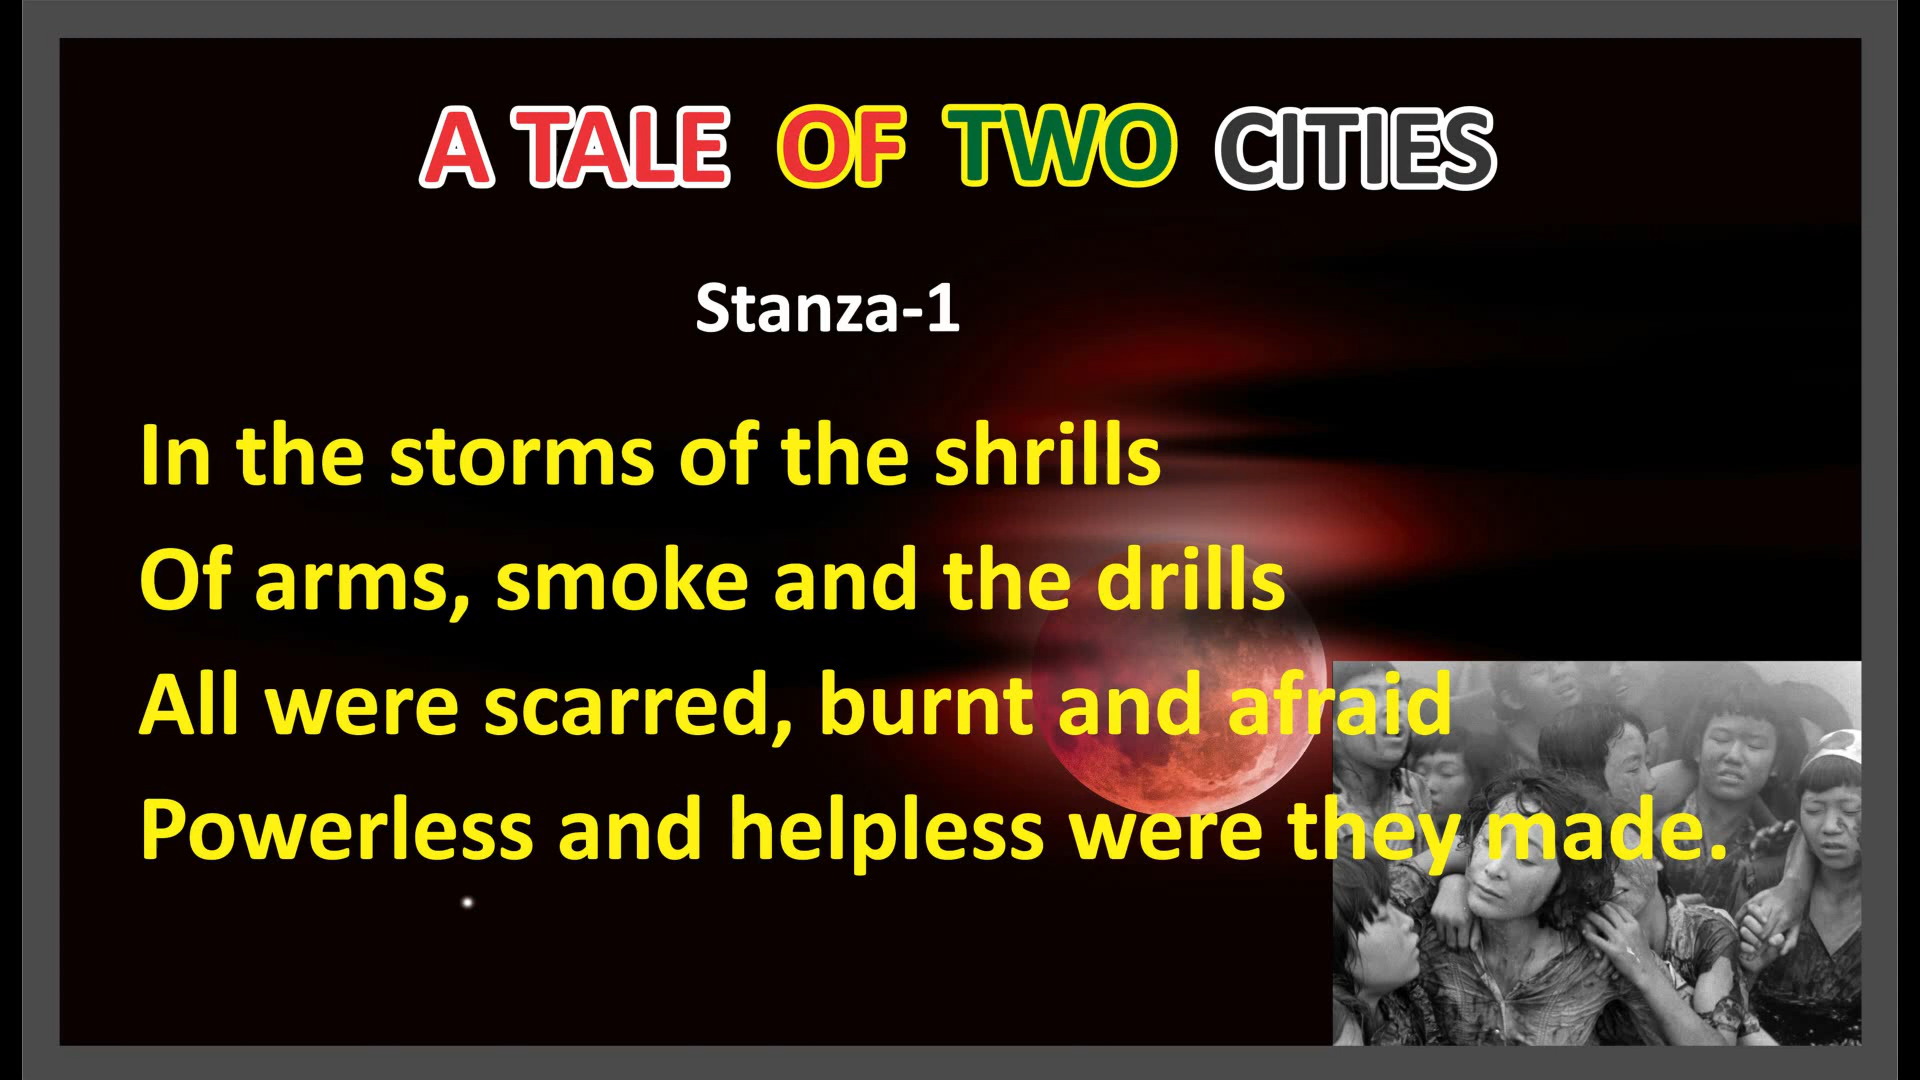 A TALE OF TWO CITIES
Stanza-1
In the storms of the shrills
Of arms, smoke and the drills
All were scarred, burnt and afraid
Powerless and helpless were they made.